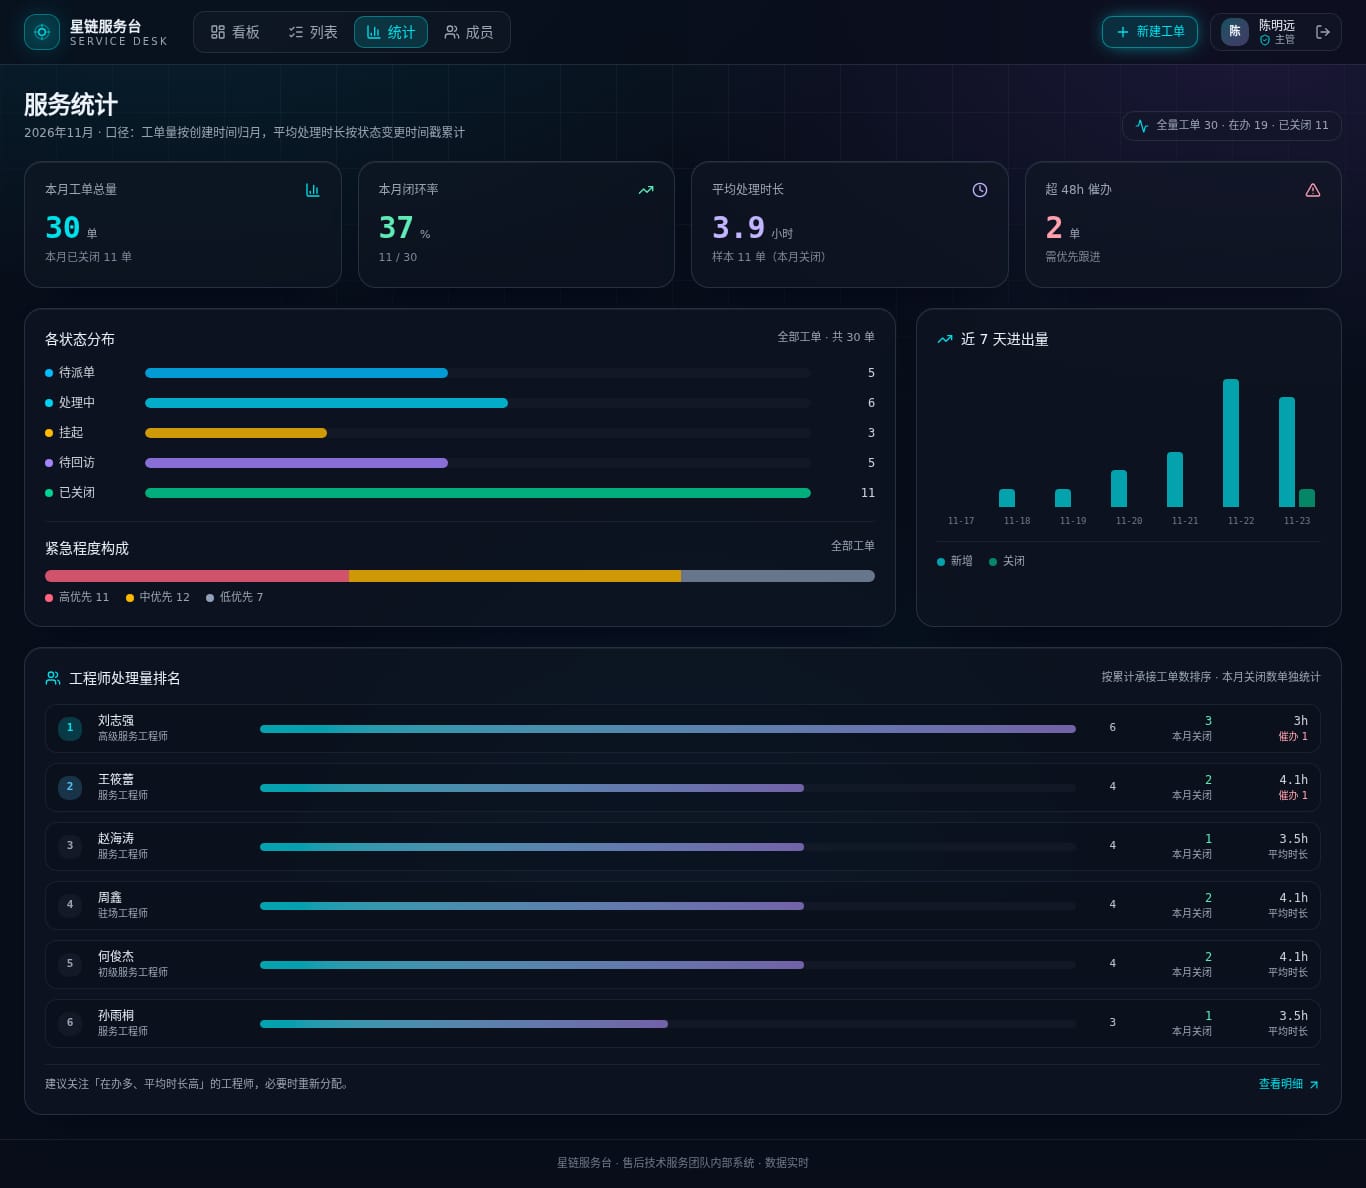 星链服务台
SERVICE DESK
看板
列表
统计
成员
新建工单
陈
陈明远
主管
服务统计
2026年11月 · 口径：工单量按创建时间归月，平均处理时长按状态变更时间戳累计
全量工单 30 · 在办 19 · 已关闭 11
本月工单总量
30 单
本月已关闭 11 单
本月闭环率
37 %
11 / 30
平均处理时长
3.9 小时
样本 11 单（本月关闭）
超 48h 催办
2 单
需优先跟进
各状态分布
全部工单 · 共 30 单
待派单 5
处理中 6
挂起 3
待回访 5
已关闭 11
紧急程度构成
全部工单
高优先 11
中优先 12
低优先 7
近 7 天进出量
11-17 11-18 11-19 11-20 11-21 11-22 11-23
新增
关闭
工程师处理量排名
按累计承接工单数排序 · 本月关闭数单独统计
1
刘志强
高级服务工程师
6
3
本月关闭
3h
催办 1
2
王筱蕾
服务工程师
4
2
本月关闭
4.1h
催办 1
3
赵海涛
服务工程师
4
1
本月关闭
3.5h
平均时长
4
周鑫
驻场工程师
4
2
本月关闭
4.1h
平均时长
5
何俊杰
初级服务工程师
4
2
本月关闭
4.1h
平均时长
6
孙雨桐
服务工程师
3
1
本月关闭
3.5h
平均时长
建议关注「在办多、平均时长高」的工程师，必要时重新分配。
查看明细
星链服务台 · 售后技术服务团队内部系统 · 数据实时